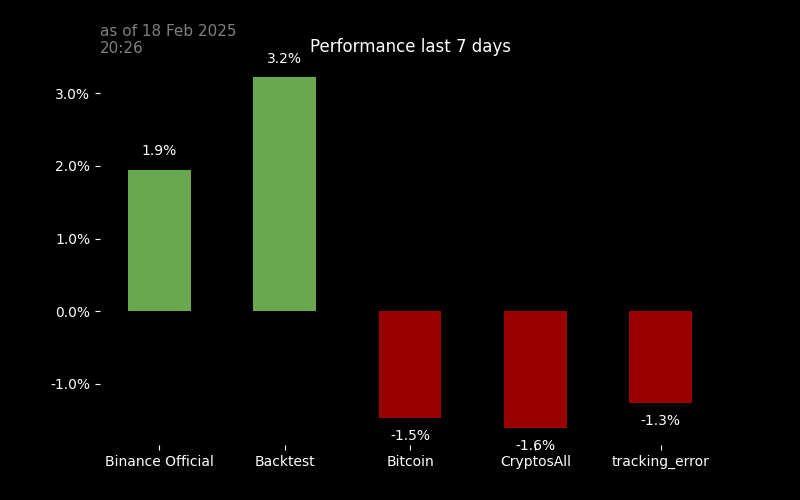 as of 18 Feb 2025
20:26
Performance last 7 days
3.2%
3.0%
1.9%
2.0%
1.0%
0.0%
-1.0%
-1.3%
-1.5%
-1.6%
Binance Official
Backtest
Bitcoin
CryptosAll
tracking_error